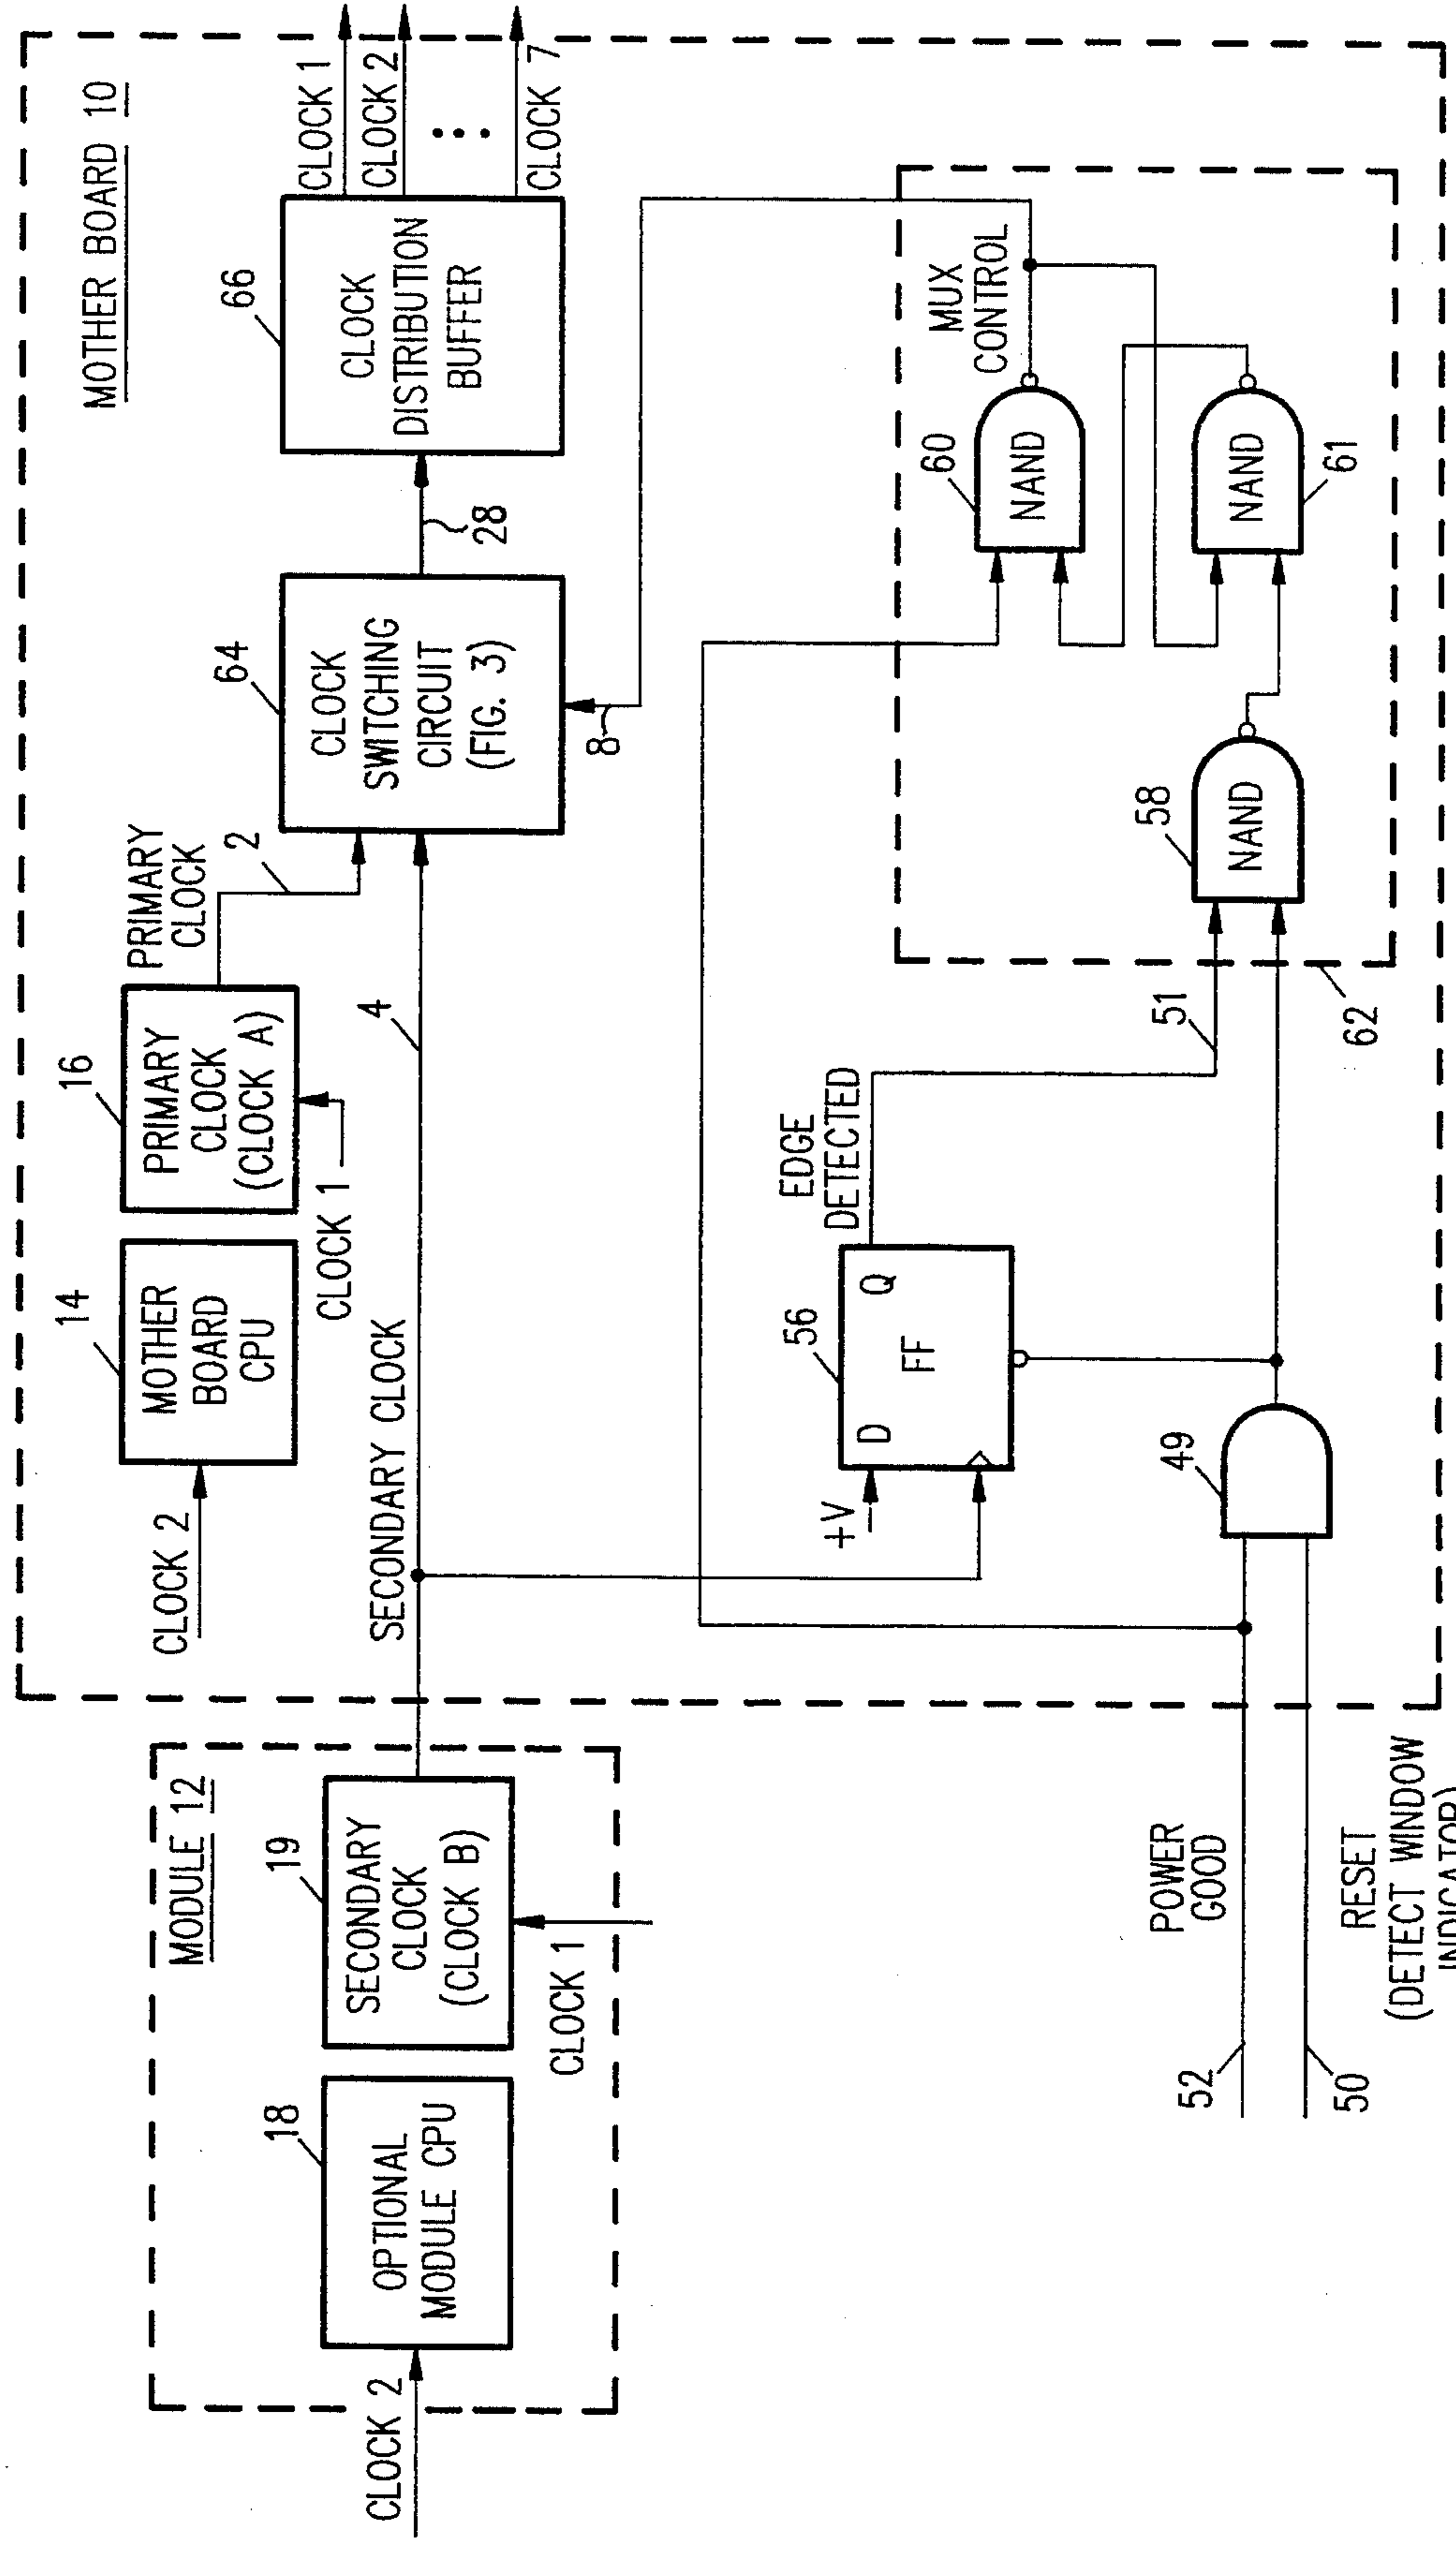 MOTHER BOARD 10
CLOCK 1
CLOCK 2
CLOCK 7
66
CLOCK
DISTRIBUTION
BUFFER
28
64
CLOCK
SWITCHING
CIRCUIT
(FIG. 3)
8
PRIMARY
CLOCK
2
16
PRIMARY
CLOCK
(CLOCK A)
CLOCK 1
14
MOTHER
BOARD
CPU
CLOCK 2
SECONDARY CLOCK
4
MODULE 12
19
SECONDARY
CLOCK
(CLOCK B)
CLOCK 1
18
OPTIONAL
MODULE CPU
CLOCK 2
MUX
CONTROL
60
NAND
61
NAND
58
NAND
62
51
EDGE
DETECTED
56
D
Q
FF
+V
49
POWER
GOOD
52
50
RESET
(DETECT WINDOW
INDICATOR)